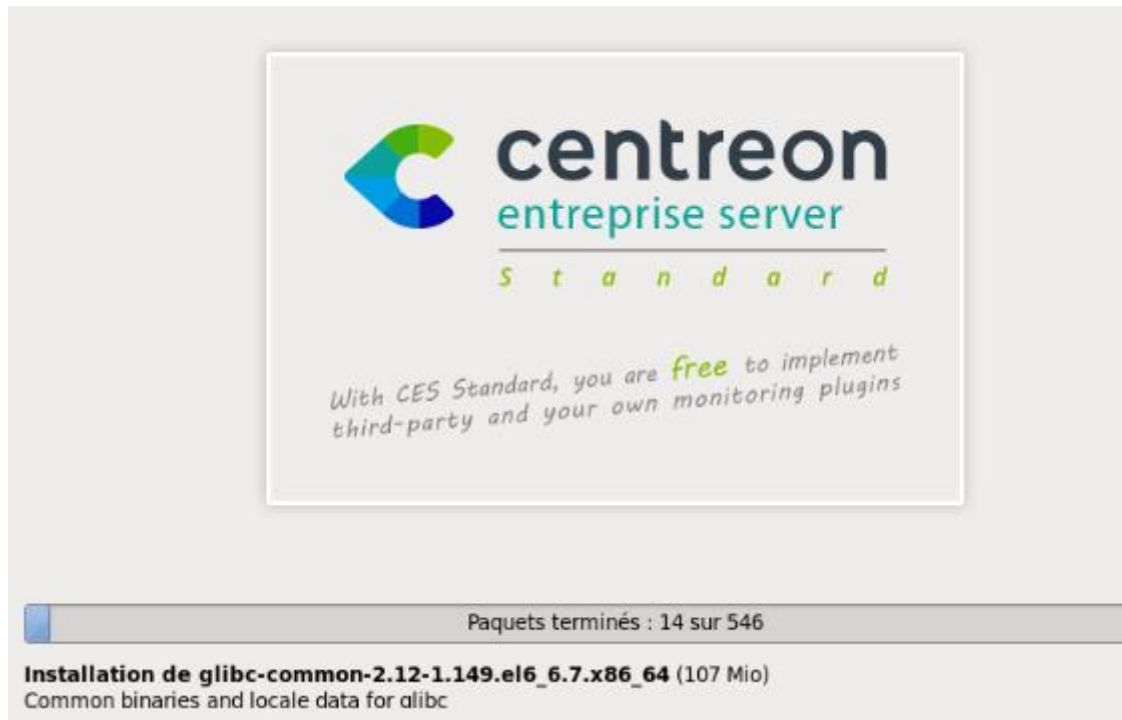 centreon
entreprise server
Standard
With CES Standard, you are free to implement
third-party and your own monitoring plugins
Paquets terminés : 14 sur 546
Installation de glibc-common-2.12-1.149.el6_6.7.x86_64 (107 Mio)
Common binaries and locale data for glibc